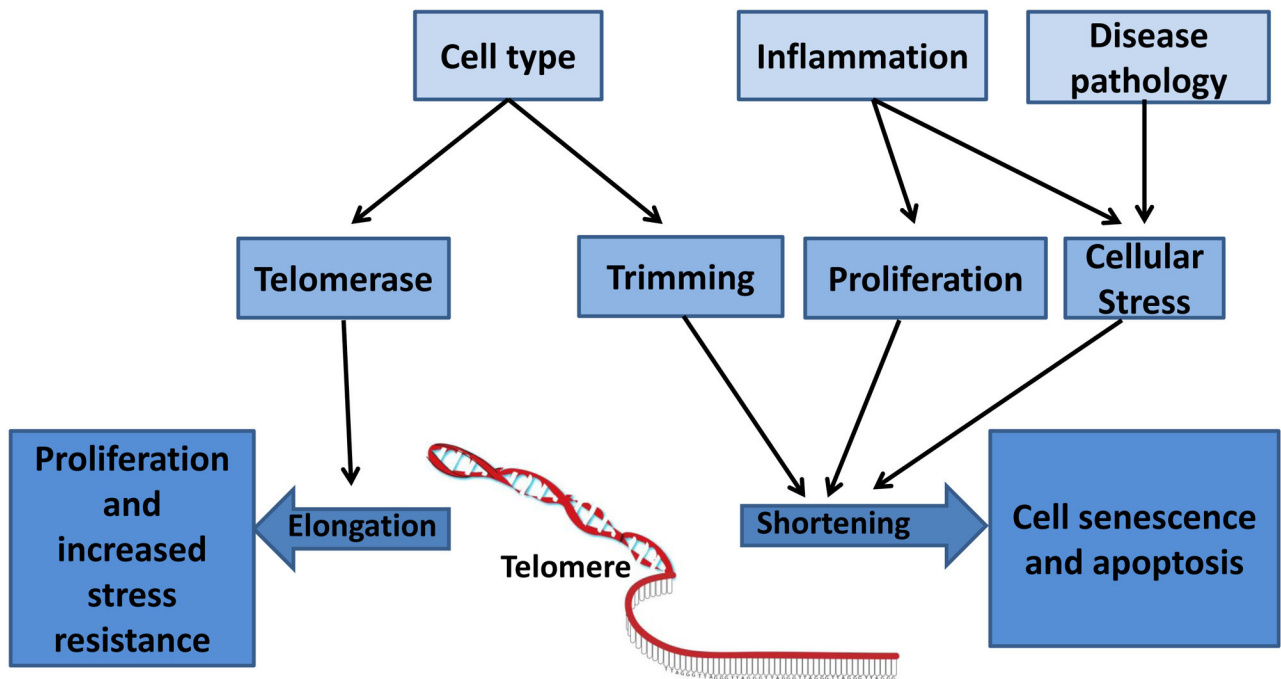 Cell type
Inflammation
Disease
pathology
Telomerase
Trimming
Proliferation
Cellular
Stress
Proliferation
and
increased
stress
resistance
Elongation
Telomere
Shortening
Cell senescence
and apoptosis
TTAGGGTTAGGGTTAGGGTTAGGGTTAGGGTTAGGG